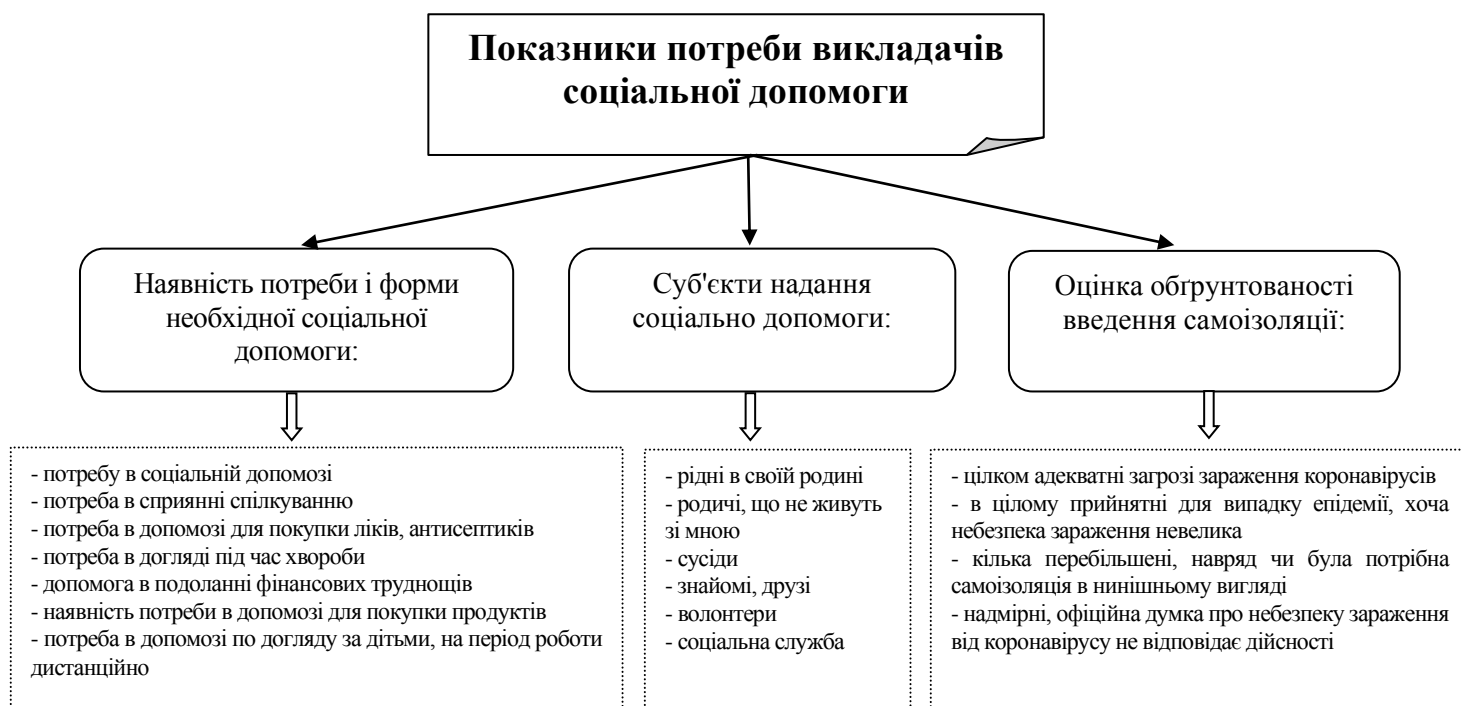 Показники потреби викладачів
соціальної допомоги
Наявність потреби і форми
необхідної соціальної
допомоги:
Суб'єкти надання
соціально допомоги:
Оцінка обґрунтованості
введення самоізоляції:
- потребу в соціальній допомозі
- потреба в сприянні спілкуванню
- потреба в допомозі для покупки ліків, антисептиків
- потреба в догляді під час хвороби
- допомога в подоланні фінансових труднощів
- наявність потреби в допомозі для покупки продуктів
- потреба в допомозі по догляду за дітьми, на період роботи
дистанційно
- рідні в своїй родині
- родичі, що не живуть
зі мною
- сусіди
- знайомі, друзі
- волонтери
- соціальна служба
- цілком адекватні загрозі зараження коронавірусів
- в цілому прийнятні для випадку епідемії, хоча
небезпека зараження невелика
- кілька перебільшені, навряд чи була потрібна
самоізоляція в нинішньому вигляді
- надмірні, офіційна думка про небезпеку зараження
від коронавірусу не відповідає дійсності